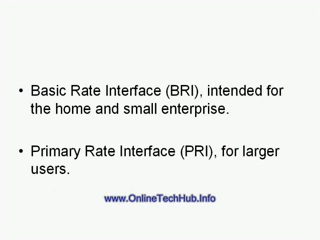 • Basic Rate Interface (BRI), intended for
the home and small enterprise.
• Primary Rate Interface (PRI), for larger
users.
www.OnlineTechHub.Info